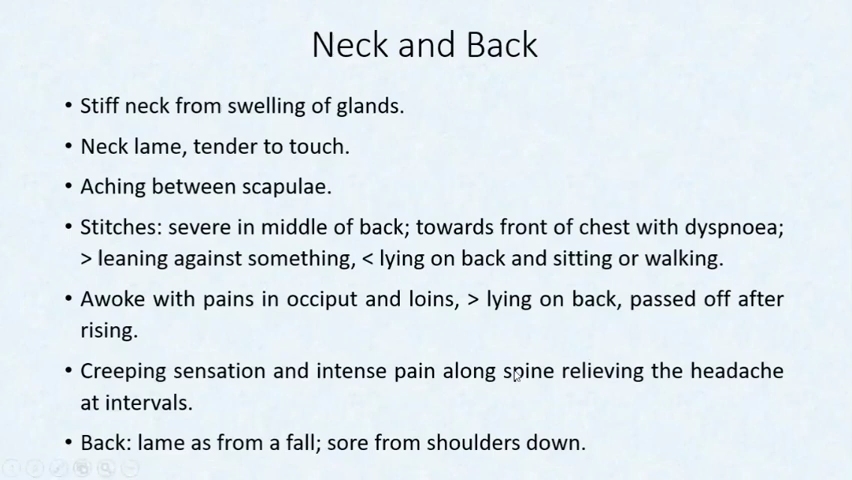 Neck and Back
• Stiff neck from swelling of glands.
• Neck lame, tender to touch.
• Aching between scapulae.
• Stitches: severe in middle of back; towards front of chest with dyspnoea;
> leaning against something, < lying on back and sitting or walking.
• Awoke with pains in occiput and loins, > lying on back, passed off after
rising.
• Creeping sensation and intense pain along spine relieving the headache
at intervals.
• Back: lame as from a fall; sore from shoulders down.